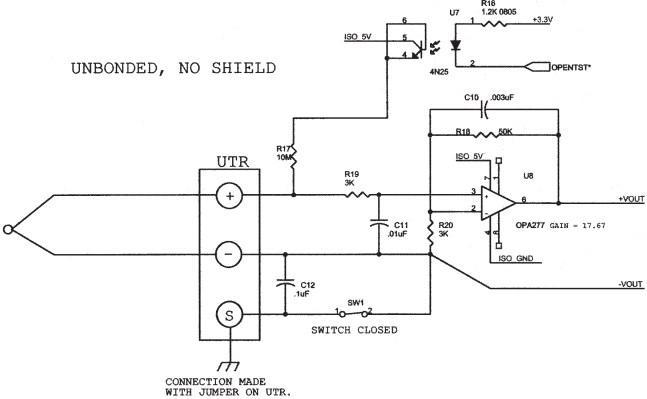 R16
1.2K 0805
U7
+3.3V
1
6
ISO 5V
5
4
4N25
2
OPENTST*
UNBONDED, NO SHIELD
C10
.003uF
R18
50K
R17
10M
UTR
ISO 5V
7
1
U8
R19
3K
3
+
6
+VOUT
2
-
OPA277 GAIN = 17.67
+
C11
.01uF
R20
3K
4
8
ISO GND
-
C12
.1uF
-VOUT
SW1
1
2
S
SWITCH CLOSED
CONNECTION MADE
WITH JUMPER ON UTR.